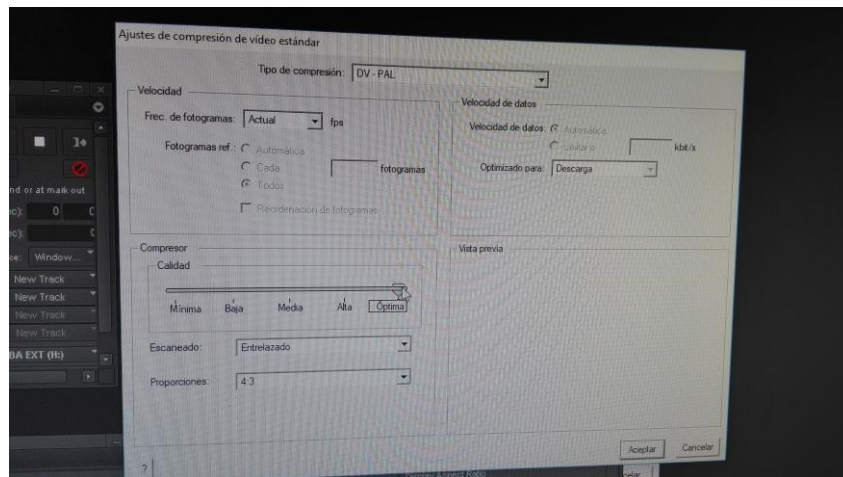 Ajustes de compresión de vídeo estándar
Tipo de compresión: DV - PAL
Velocidad
Frec. de fotogramas: Actual fps
Fotogramas ref.: Automática
Cada fotogramas
Todos
Reordenación de fotogramas
Velocidad de datos
Velocidad de datos: Automática
kbit/s
Optimizado para: Descarga
Compresor
Calidad
Mínima Baja Media Alta Óptima
Escaneado: Entrelazado
Proporciones: 4:3
Vista previa
Aceptar Cancelar
?
nd or at mark out
0
Window...
New Track
New Track
New Track
New Track
BA EXT (H:)
Display Aspect Ratio